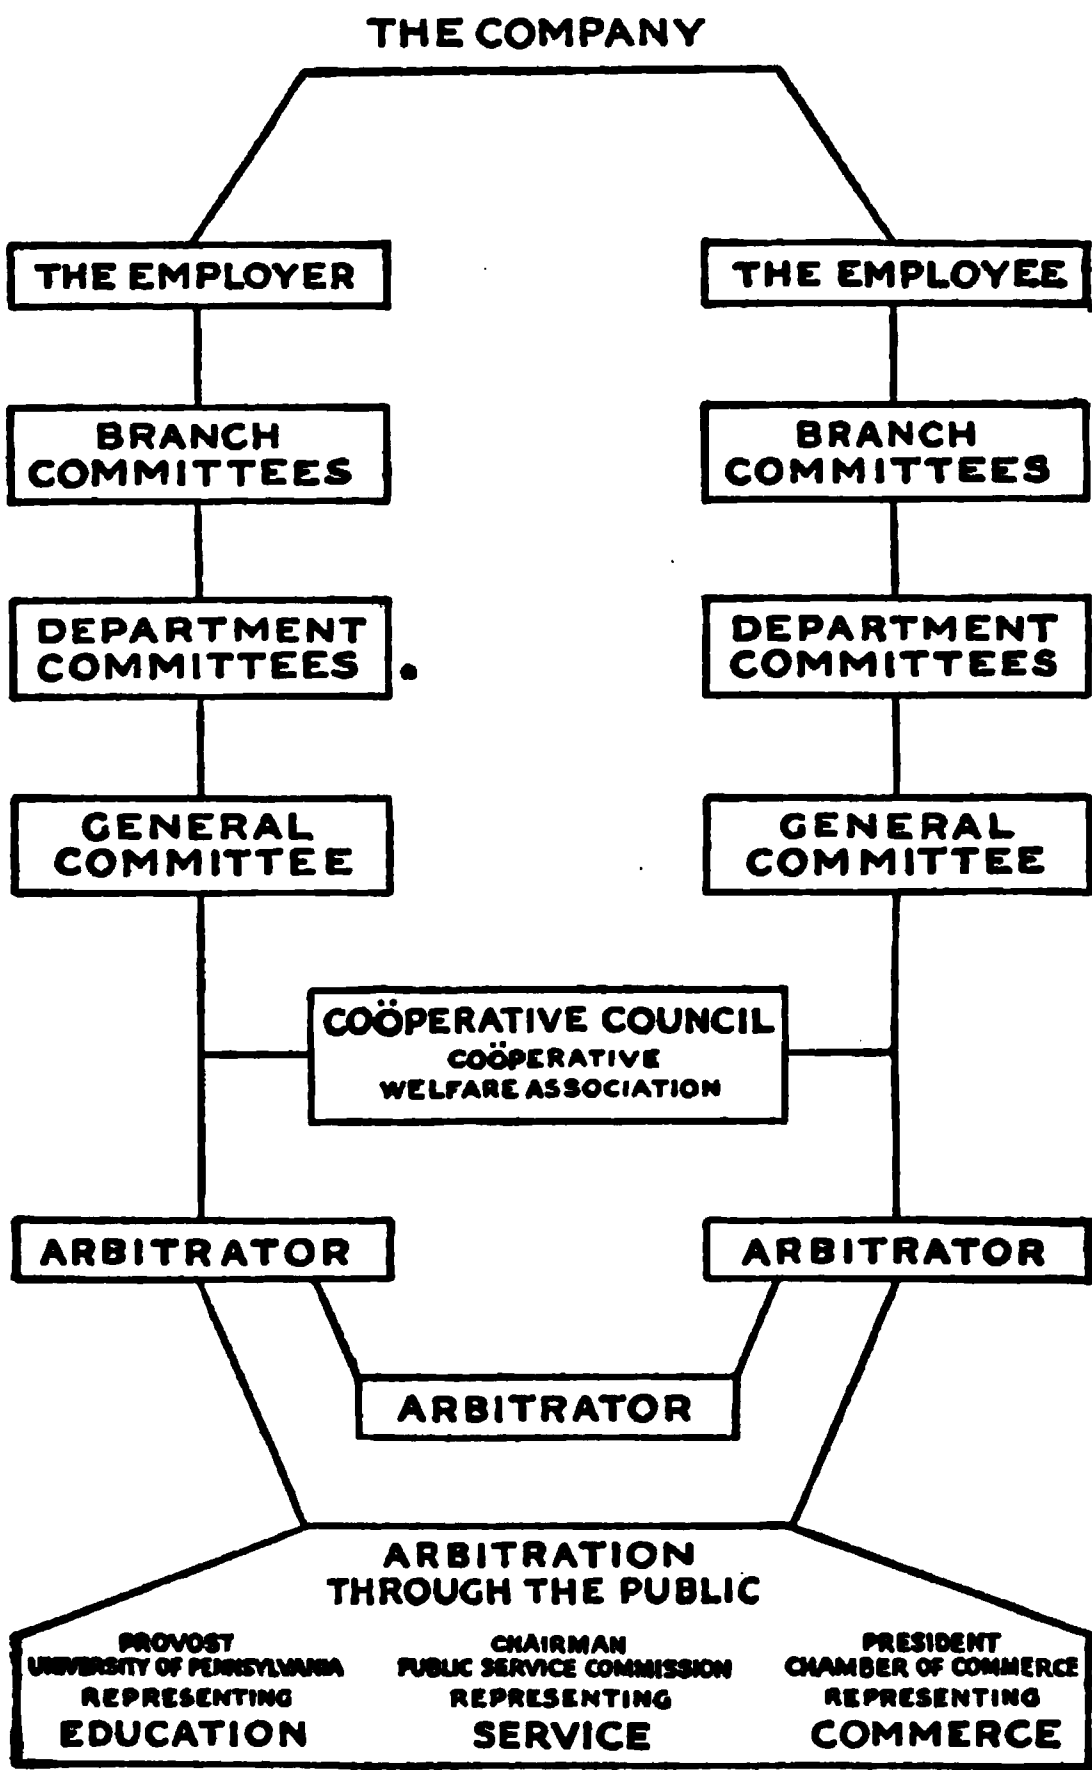 THE COMPANY
THE EMPLOYER
THE EMPLOYEE
BRANCH
COMMITTEES
BRANCH
COMMITTEES
DEPARTMENT
COMMITTEES
DEPARTMENT
COMMITTEES
GENERAL
COMMITTEE
GENERAL
COMMITTEE
COÖPERATIVE COUNCIL
COÖPERATIVE
WELFARE ASSOCIATION
ARBITRATOR
ARBITRATOR
ARBITRATOR
ARBITRATION
THROUGH THE PUBLIC
PROVOST
UNIVERSITY OF PENNSYLVANIA
REPRESENTING
EDUCATION
CHAIRMAN
PUBLIC SERVICE COMMISSION
REPRESENTING
SERVICE
PRESIDENT
CHAMBER OF COMMERCE
REPRESENTING
COMMERCE